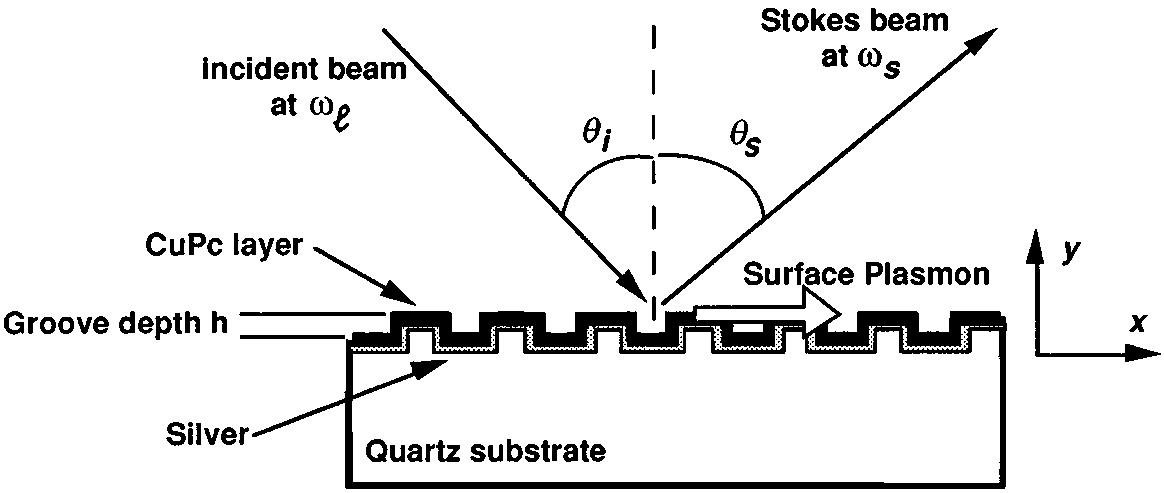 Stokes beam
at ωs
incident beam
at ωℓ
θi
θs
CuPc layer
Surface Plasmon
y
Groove depth h
x
Silver
Quartz substrate